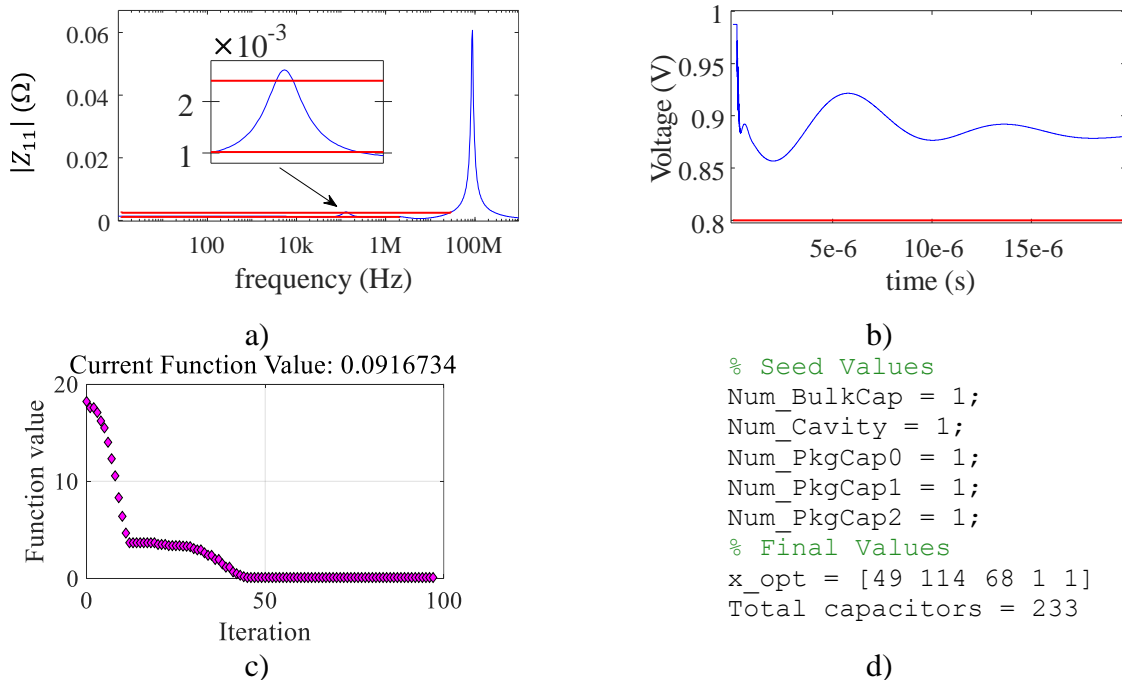 0.06
0.04
0.02
0
|Z₁₁| (Ω)
×10⁻³
2
1
100
10k
1M
100M
frequency (Hz)
a)
1
0.95
0.9
0.85
0.8
Voltage (V)
5e-6
10e-6
15e-6
time (s)
b)
Current Function Value: 0.0916734
20
10
0
Function value
0
50
100
Iteration
c)
% Seed Values
Num_BulkCap = 1;
Num_Cavity = 1;
Num_PkgCap0 = 1;
Num_PkgCap1 = 1;
Num_PkgCap2 = 1;
% Final Values
x_opt = [49 114 68 1 1]
Total capacitors = 233
d)